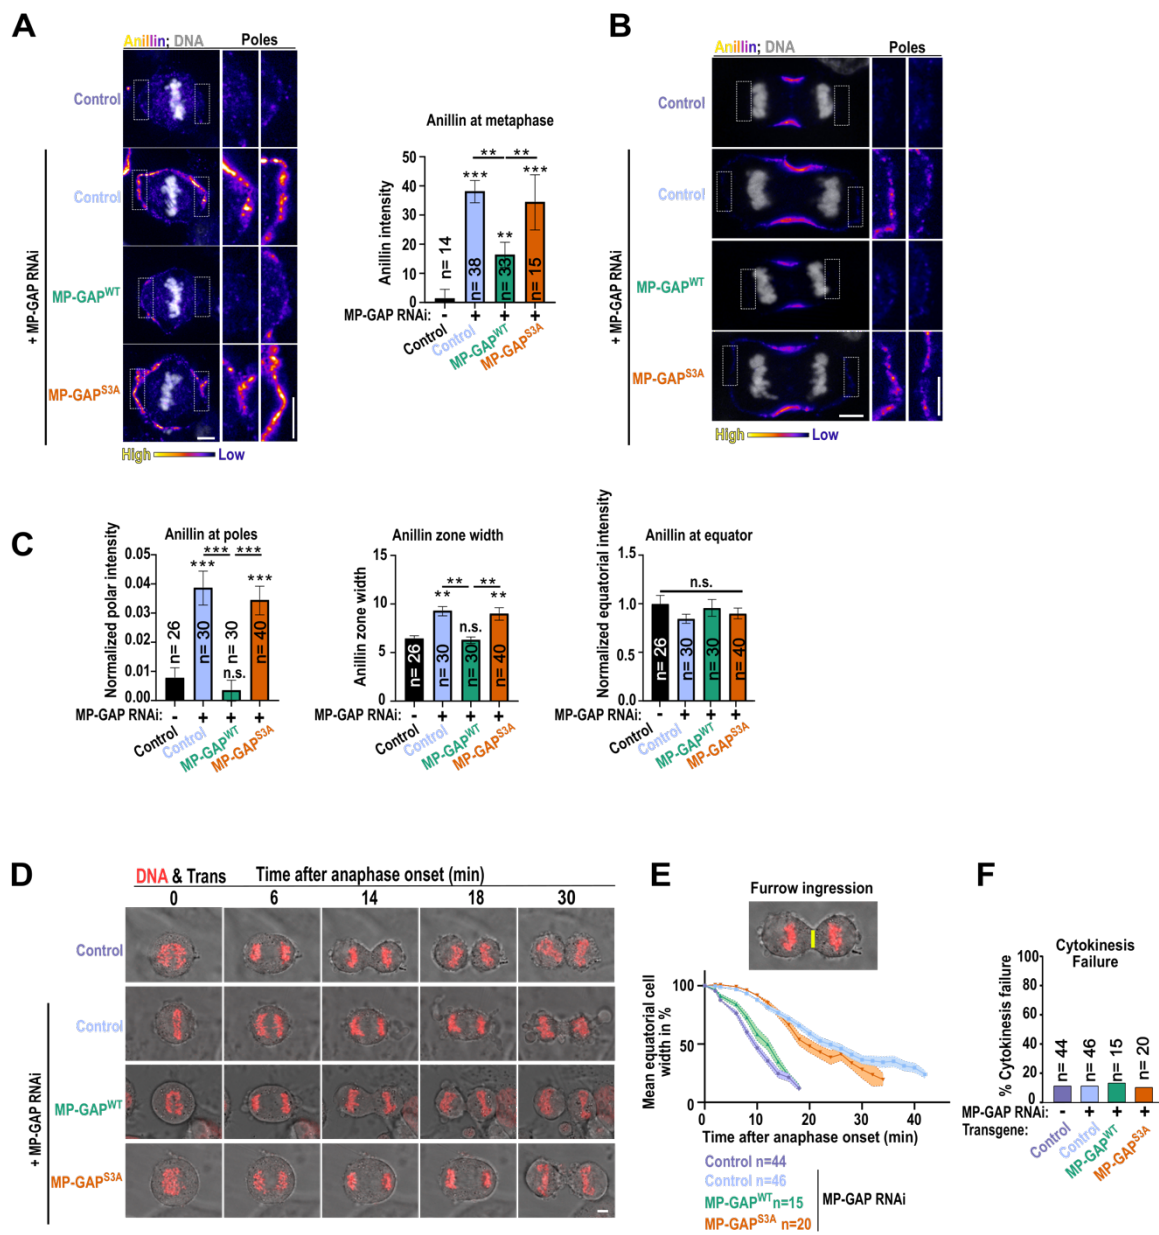 A
Anillin; DNA
Poles
Control
Control
MP-GAP^WT
MP-GAP^S3A
+ MP-GAP RNAi
High
Low
Anillin at metaphase
Anillin intensity
50
40
30
20
10
0
**
**
***
**
***
n= 14
n= 38
n= 33
n= 15
MP-GAP RNAi:
-
+
+
+
Control
Control
MP-GAP^WT
MP-GAP^S3A
B
Anillin; DNA
Poles
Control
Control
MP-GAP^WT
MP-GAP^S3A
+ MP-GAP RNAi
High
Low
C
Anillin at poles
Normalized polar intensity
0.05
0.04
0.03
0.02
0.01
0.00
***
***
***
n.s.
***
n= 26
n= 30
n= 30
n= 40
MP-GAP RNAi:
-
+
+
+
Control
Control
MP-GAP^WT
MP-GAP^S3A
Anillin zone width
Anillin zone width
15
10
5
0
**
**
**
n.s.
**
n= 26
n= 30
n= 30
n= 40
MP-GAP RNAi:
-
+
+
+
Control
Control
MP-GAP^WT
MP-GAP^S3A
Anillin at equator
Normalized equatorial intensity
1.5
1.0
0.5
0.0
n.s.
n= 26
n= 30
n= 30
n= 40
MP-GAP RNAi:
-
+
+
+
Control
Control
MP-GAP^WT
MP-GAP^S3A
D
DNA & Trans
Time after anaphase onset (min)
0 6 14 18 30
Control
Control
MP-GAP^WT
MP-GAP^S3A
+ MP-GAP RNAi
E
Furrow ingression
Mean equatorial cell
width in %
100
50
0 10 20 30 40
Time after anaphase onset (min)
Control n=44
Control n=46
MP-GAP^WT n=15
MP-GAP^S3A n=20
MP-GAP RNAi
F
Cytokinesis
Failure
% Cytokinesis failure
100
80
60
40
20
0
n= 44
n= 46
n= 15
n= 20
MP-GAP RNAi:
-
+
+
+
Transgene:
Control
Control
MP-GAP^WT
MP-GAP^S3A